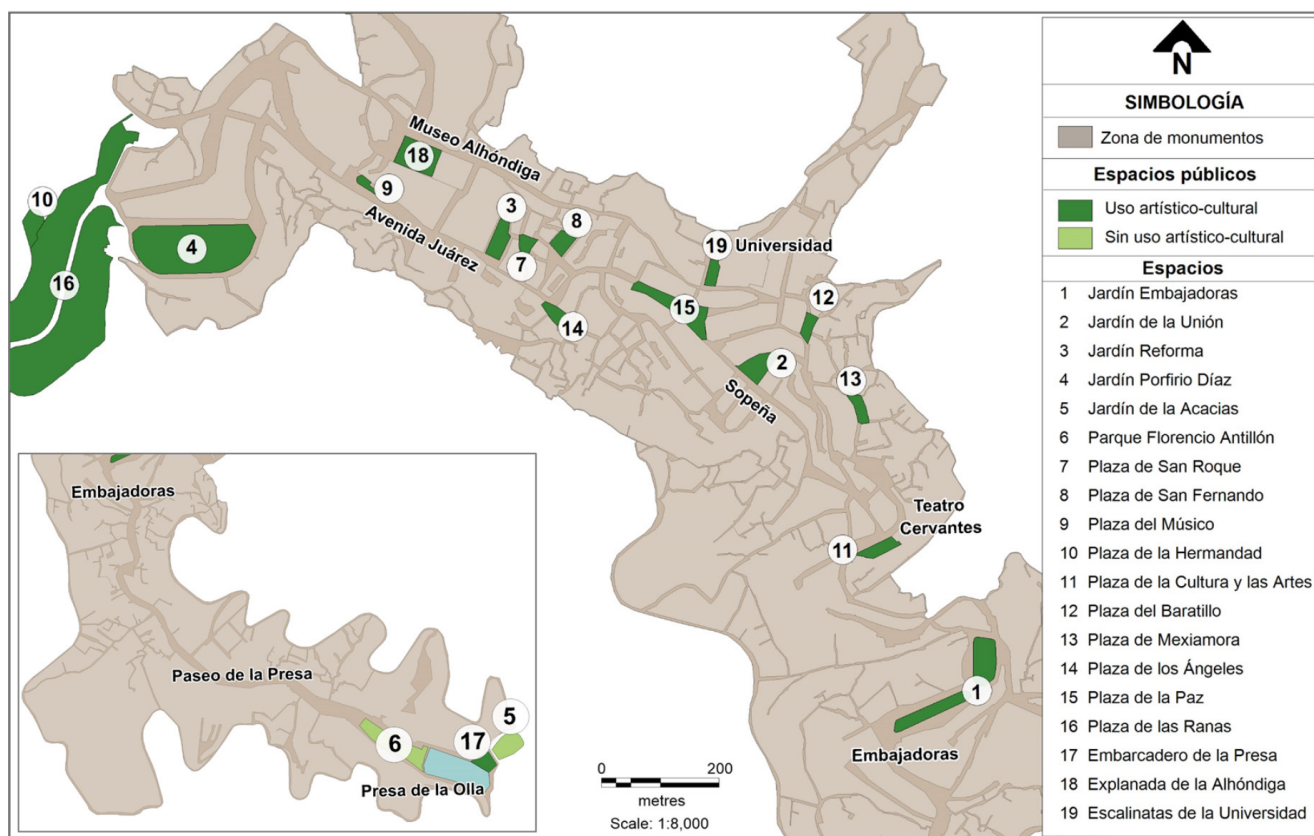 N
SIMBOLOGÍA
Zona de monumentos
Espacios públicos
Uso artístico-cultural
Sin uso artístico-cultural
Espacios
1 Jardín Embajadoras
2 Jardín de la Unión
3 Jardín Reforma
4 Jardín Porfirio Díaz
5 Jardín de la Acacias
6 Parque Florencio Antillón
7 Plaza de San Roque
8 Plaza de San Fernando
9 Plaza del Músico
10 Plaza de la Hermandad
11 Plaza de la Cultura y las Artes
12 Plaza del Baratillo
13 Plaza de Mexiamora
14 Plaza de los Ángeles
15 Plaza de la Paz
16 Plaza de las Ranas
17 Embarcadero de la Presa
18 Explanada de la Alhóndiga
19 Escalinatas de la Universidad
Museo Alhóndiga
18
10
9
3
8
Avenida Juárez
4
7
19
Universidad
16
12
15
14
2
13
Sopeña
Teatro
Cervantes
11
1
Embajadoras
Embajadoras
Paseo de la Presa
5
6
17
Presa de la Olla
0 200
metres
Scale: 1:8,000